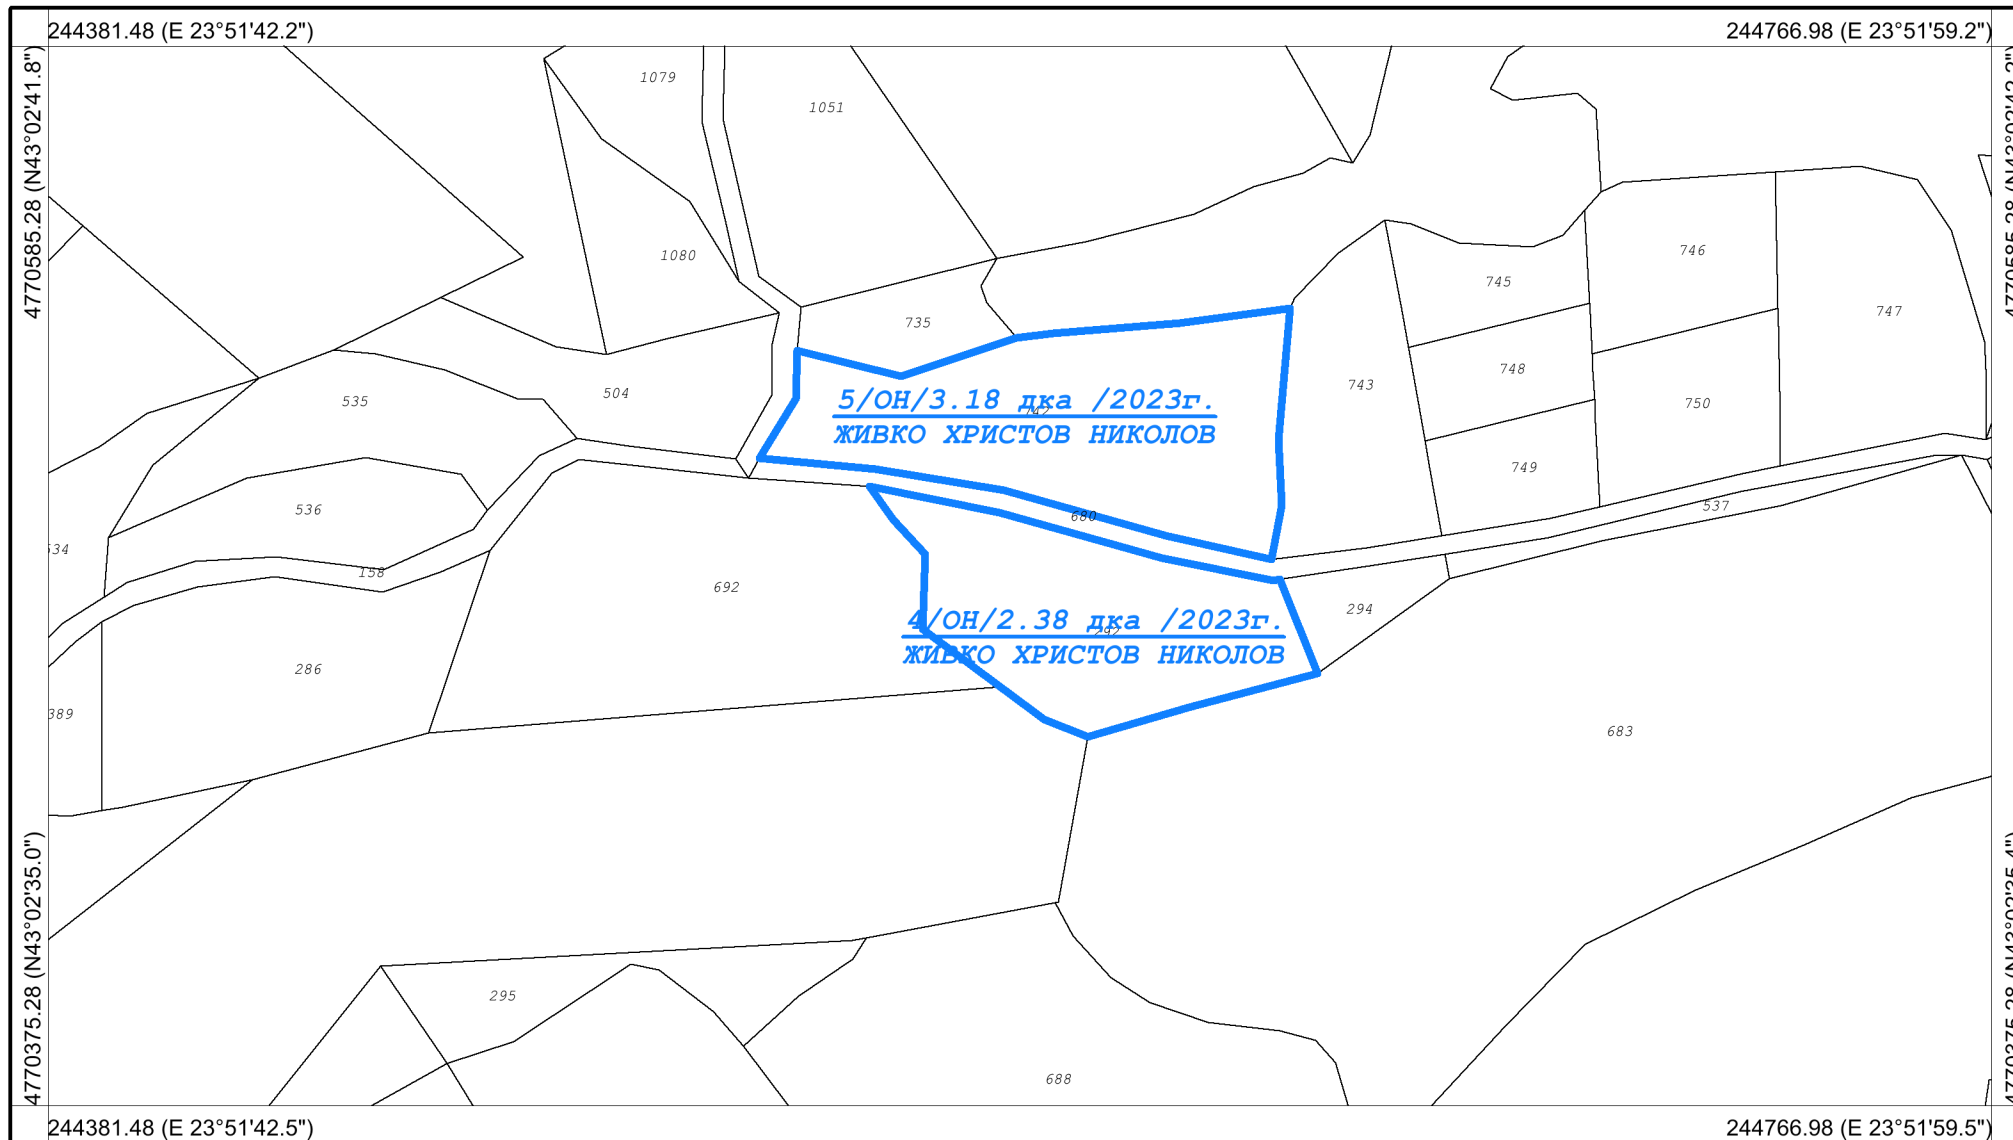 244381.48 (E 23°51'42.2")
244766.98 (E 23°51'59.2")
4770585.28 (N43°02'41.8")
1079
1051
1080
735
504
535
536
158
692
286
389
745
746
747
743
748
750
749
537
5/ОН/3.18 дка /2023г.
742
ЖИВКО ХРИСТОВ НИКОЛОВ
680
4/ОН/2.38 дка /2023г.
292
ЖИВКО ХРИСТОВ НИКОЛОВ
294
683
295
688
4770375.28 (N43°02'35.0")
244381.48 (E 23°51'42.5")
244766.98 (E 23°51'59.5")